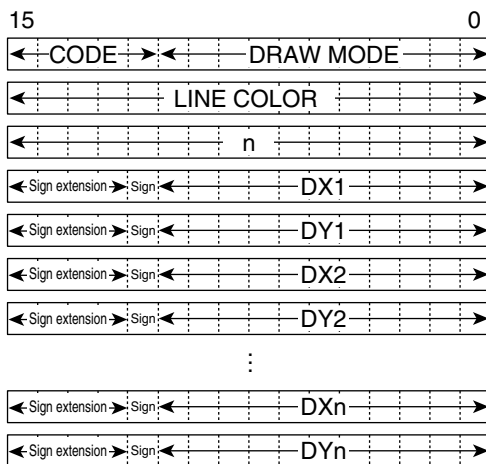 15 0
CODE DRAW MODE
LINE COLOR
n
Sign extension Sign DX1
Sign extension Sign DY1
Sign extension Sign DX2
Sign extension Sign DY2
⋮
Sign extension Sign DXn
Sign extension Sign DYn